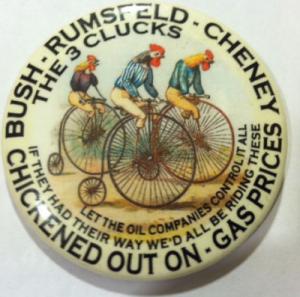 BUSH - RUMSFELD - CHENEY
THE 3 CLUCKS
LET THE OIL COMPANIES CONTROL IT ALL
IF THEY HAD THEIR WAY WE'D ALL BE RIDING THESE
CHICKENED OUT ON - GAS PRICES